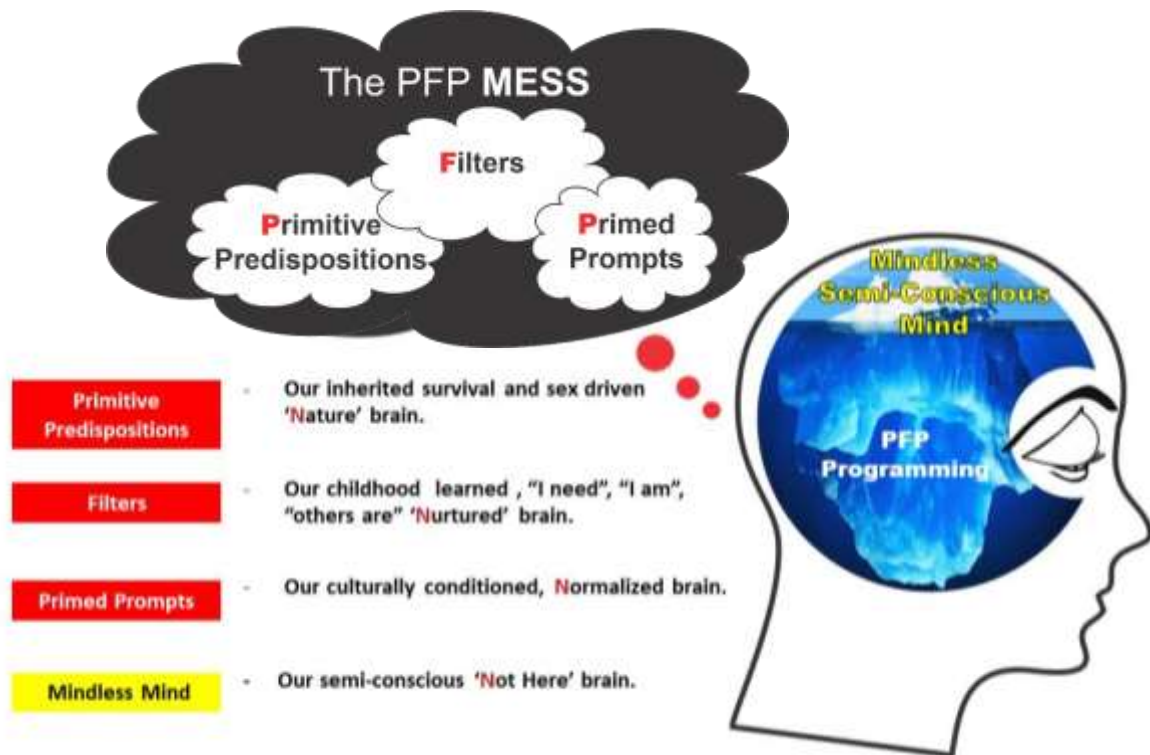 The PFP MESS
Filters
Primitive
Predispositions
Primed
Prompts
Mindless
Semi-Conscious
Mind
PFP
Programming
Primitive
Predispositions
- Our inherited survival and sex driven
'Nature' brain.
Filters
- Our childhood learned , “I need”, “I am”,
“others are” 'Nurtured' brain.
Primed Prompts
- Our culturally conditioned, Normalized brain.
Mindless Mind
- Our semi-conscious 'Not Here' brain.